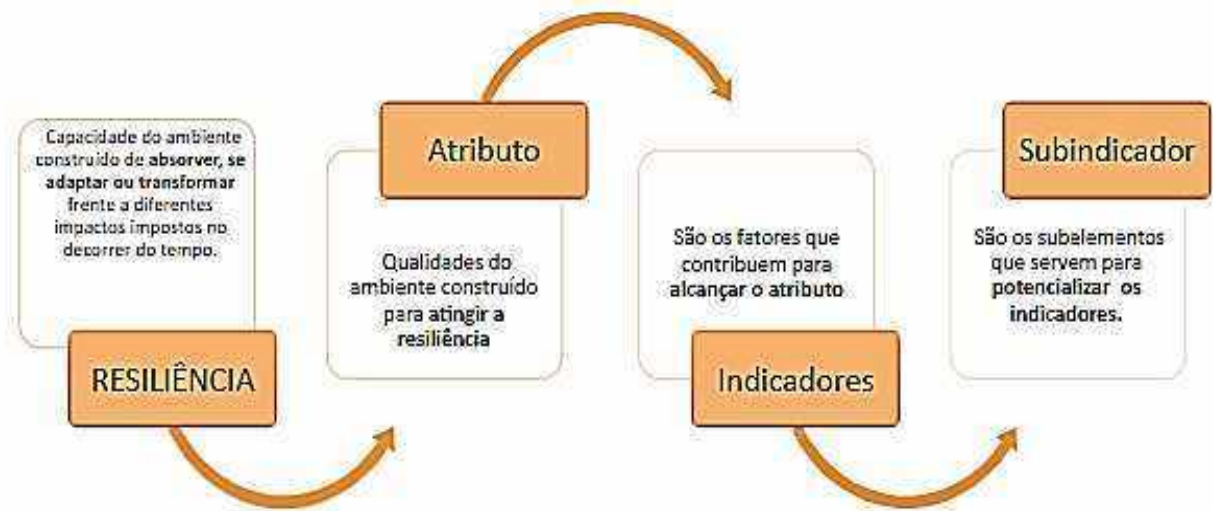 Capacidade do ambiente
construído de absorver, se
adaptar ou transformar
frente a diferentes
impactos impostos no
decorrer do tempo.
RESILIÊNCIA
Atributo
Qualidades do
ambiente construído
para atingir a
resiliência
São os fatores que
contribuem para
alcançar o atributo
Indicadores
Subindicador
São os subelementos
que servem para
potencializar os
indicadores.